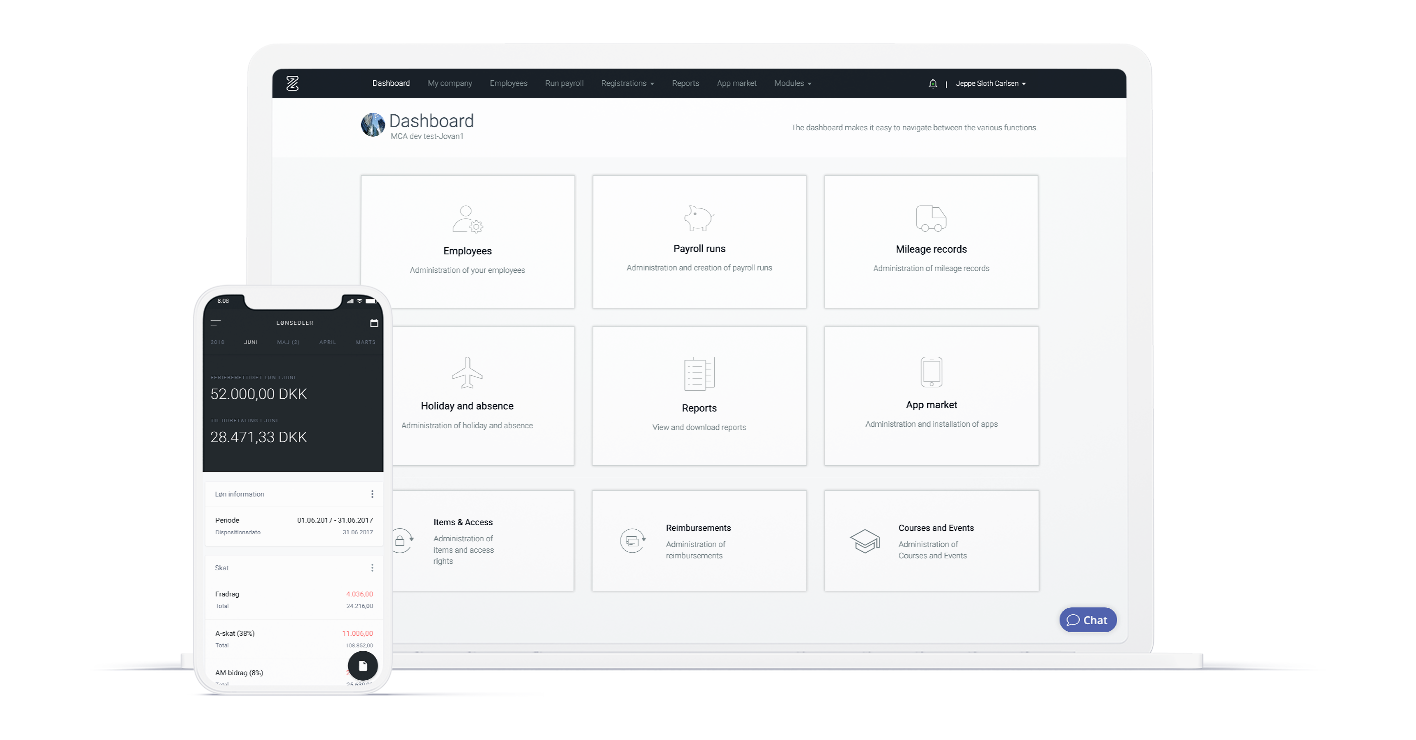 Dashboard My company Employees Run payroll Registrations Reports App market Modules | Jeppe Sloth Carlsen
Dashboard
MCA dev test-Jovan1
The dashboard makes it easy to navigate between the various functions.
Employees
Administration of your employees
Payroll runs
Administration and creation of payroll runs
Mileage records
Administration of mileage records
Holiday and absence
Administration of holiday and absence
Reports
View and download reports
App market
Administration and installation of apps
Items & Access
Administration of
items and access
rights
Reimbursements
Administration of
reimbursements
Courses and Events
Administration of
Courses and Events
Chat
8:08
LØNSEDLER
2018 JUNI MAJ (2) APRIL MARTS
52.000,00 DKK
28.471,33 DKK
Løn information
Periode 01.06.2017 - 31.06.2017
Dispositionsdato 31.06.2017
Skat
Fradrag 4.036,00
Total 24.216,00
A-skat (38%) 11.006,00
Total 108.852,00
AM bidrag (8%)
Total